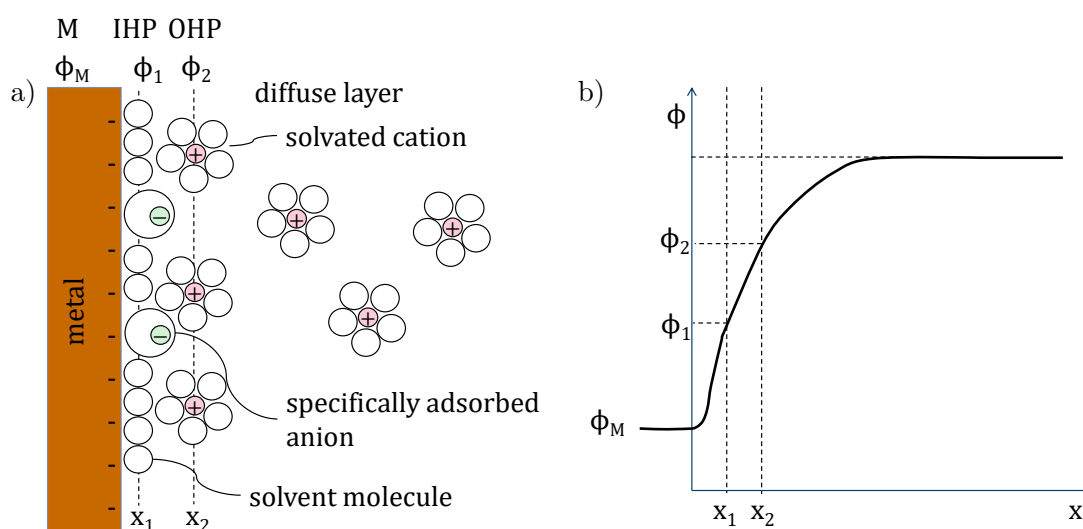 M IHP OHP
ϕM ϕ1 ϕ2
a)
diffuse layer
solvated cation
+
+
+
+
+
+
−
−
metal
-
-
-
-
-
-
-
-
-
-
specifically adsorbed
anion
solvent molecule
x1 x2
b)
ϕ
ϕ2
ϕ1
ϕM
x1 x2 x